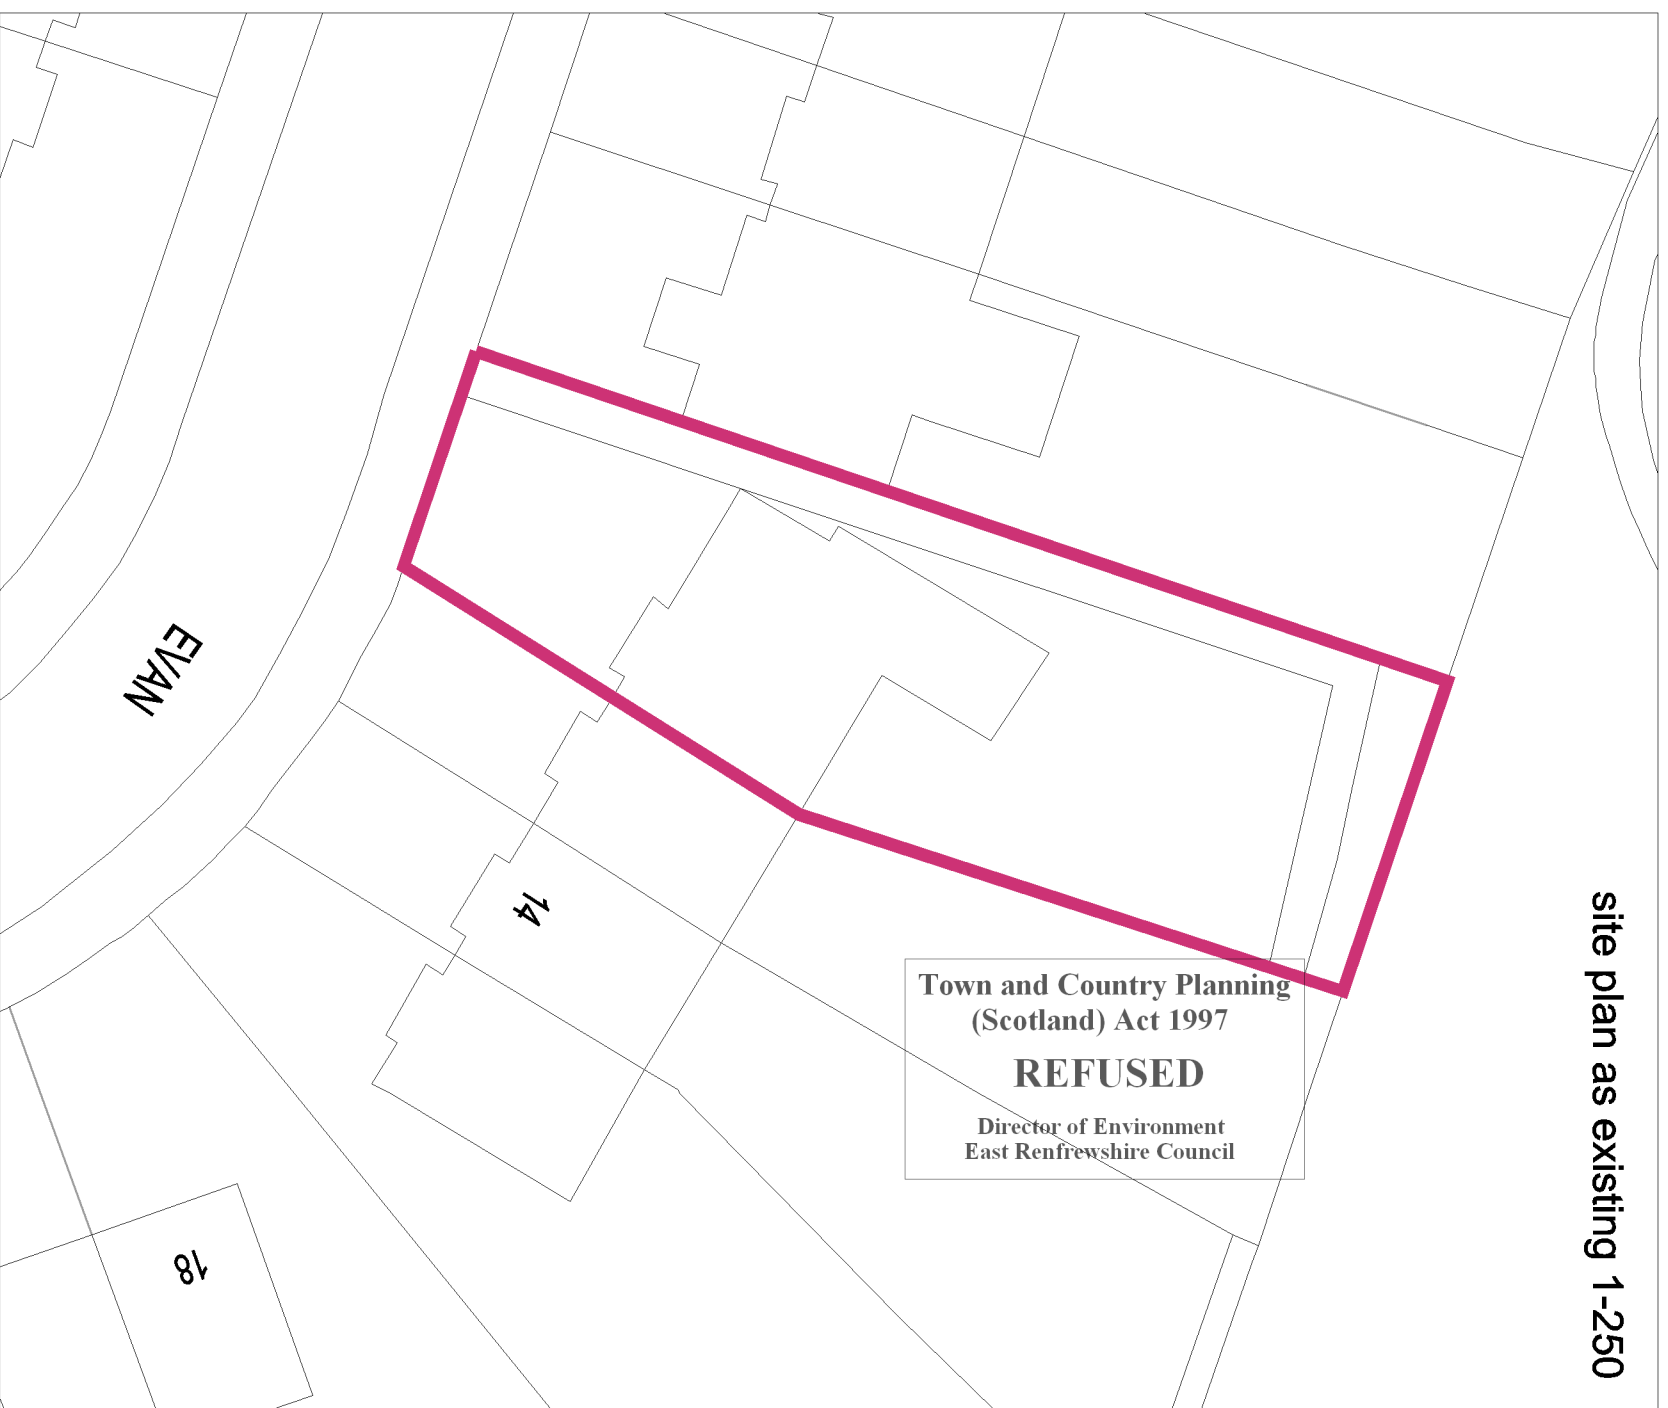 EVAN
14
18
Town and Country Planning
(Scotland) Act 1997
REFUSED
Director of Environment
East Renfrewshire Council
site plan as existing 1-250